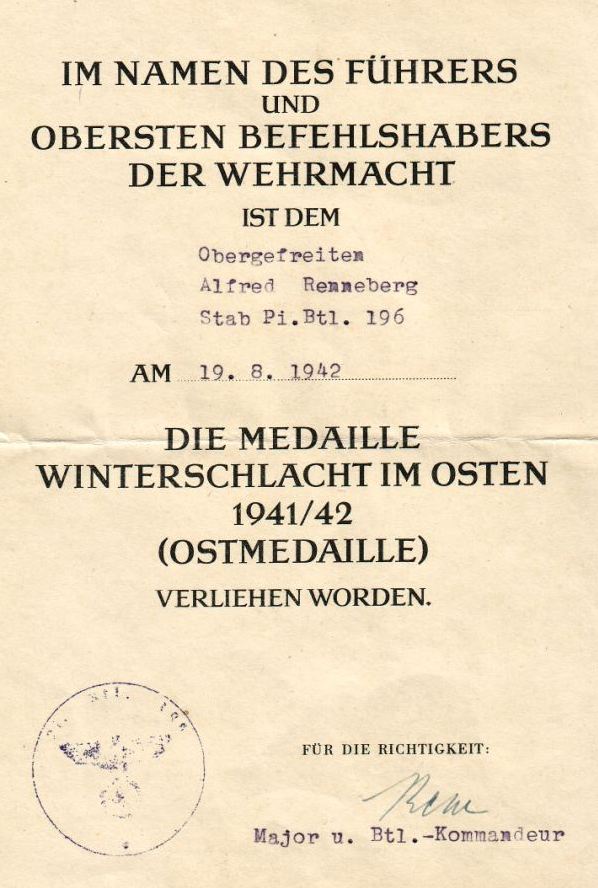 IM NAMEN DES FÜHRERS
UND
OBERSTEN BEFEHLSHABERS
DER WEHRMACHT
IST DEM
Obergefreiten
Alfred Renneberg
Stab Pi.Btl. 196
AM 19. 8. 1942
DIE MEDAILLE
WINTERSCHLACHT IM OSTEN
1941/42
(OSTMEDAILLE)
VERLIEHEN WORDEN.
FÜR DIE RICHTIGKEIT:
Major u. Btl.-Kommandeur